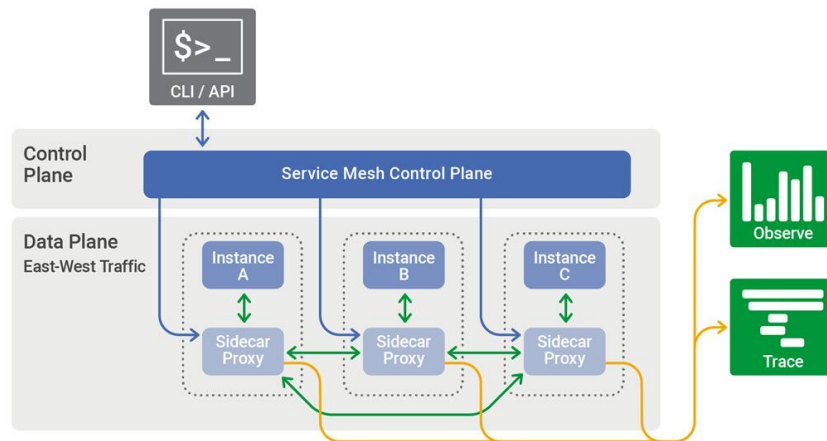 $>_
CLI / API
Control
Plane
Service Mesh Control Plane
Data Plane
East-West Traffic
Instance
A
Instance
B
Instance
C
Sidecar
Proxy
Sidecar
Proxy
Sidecar
Proxy
Observe
Trace